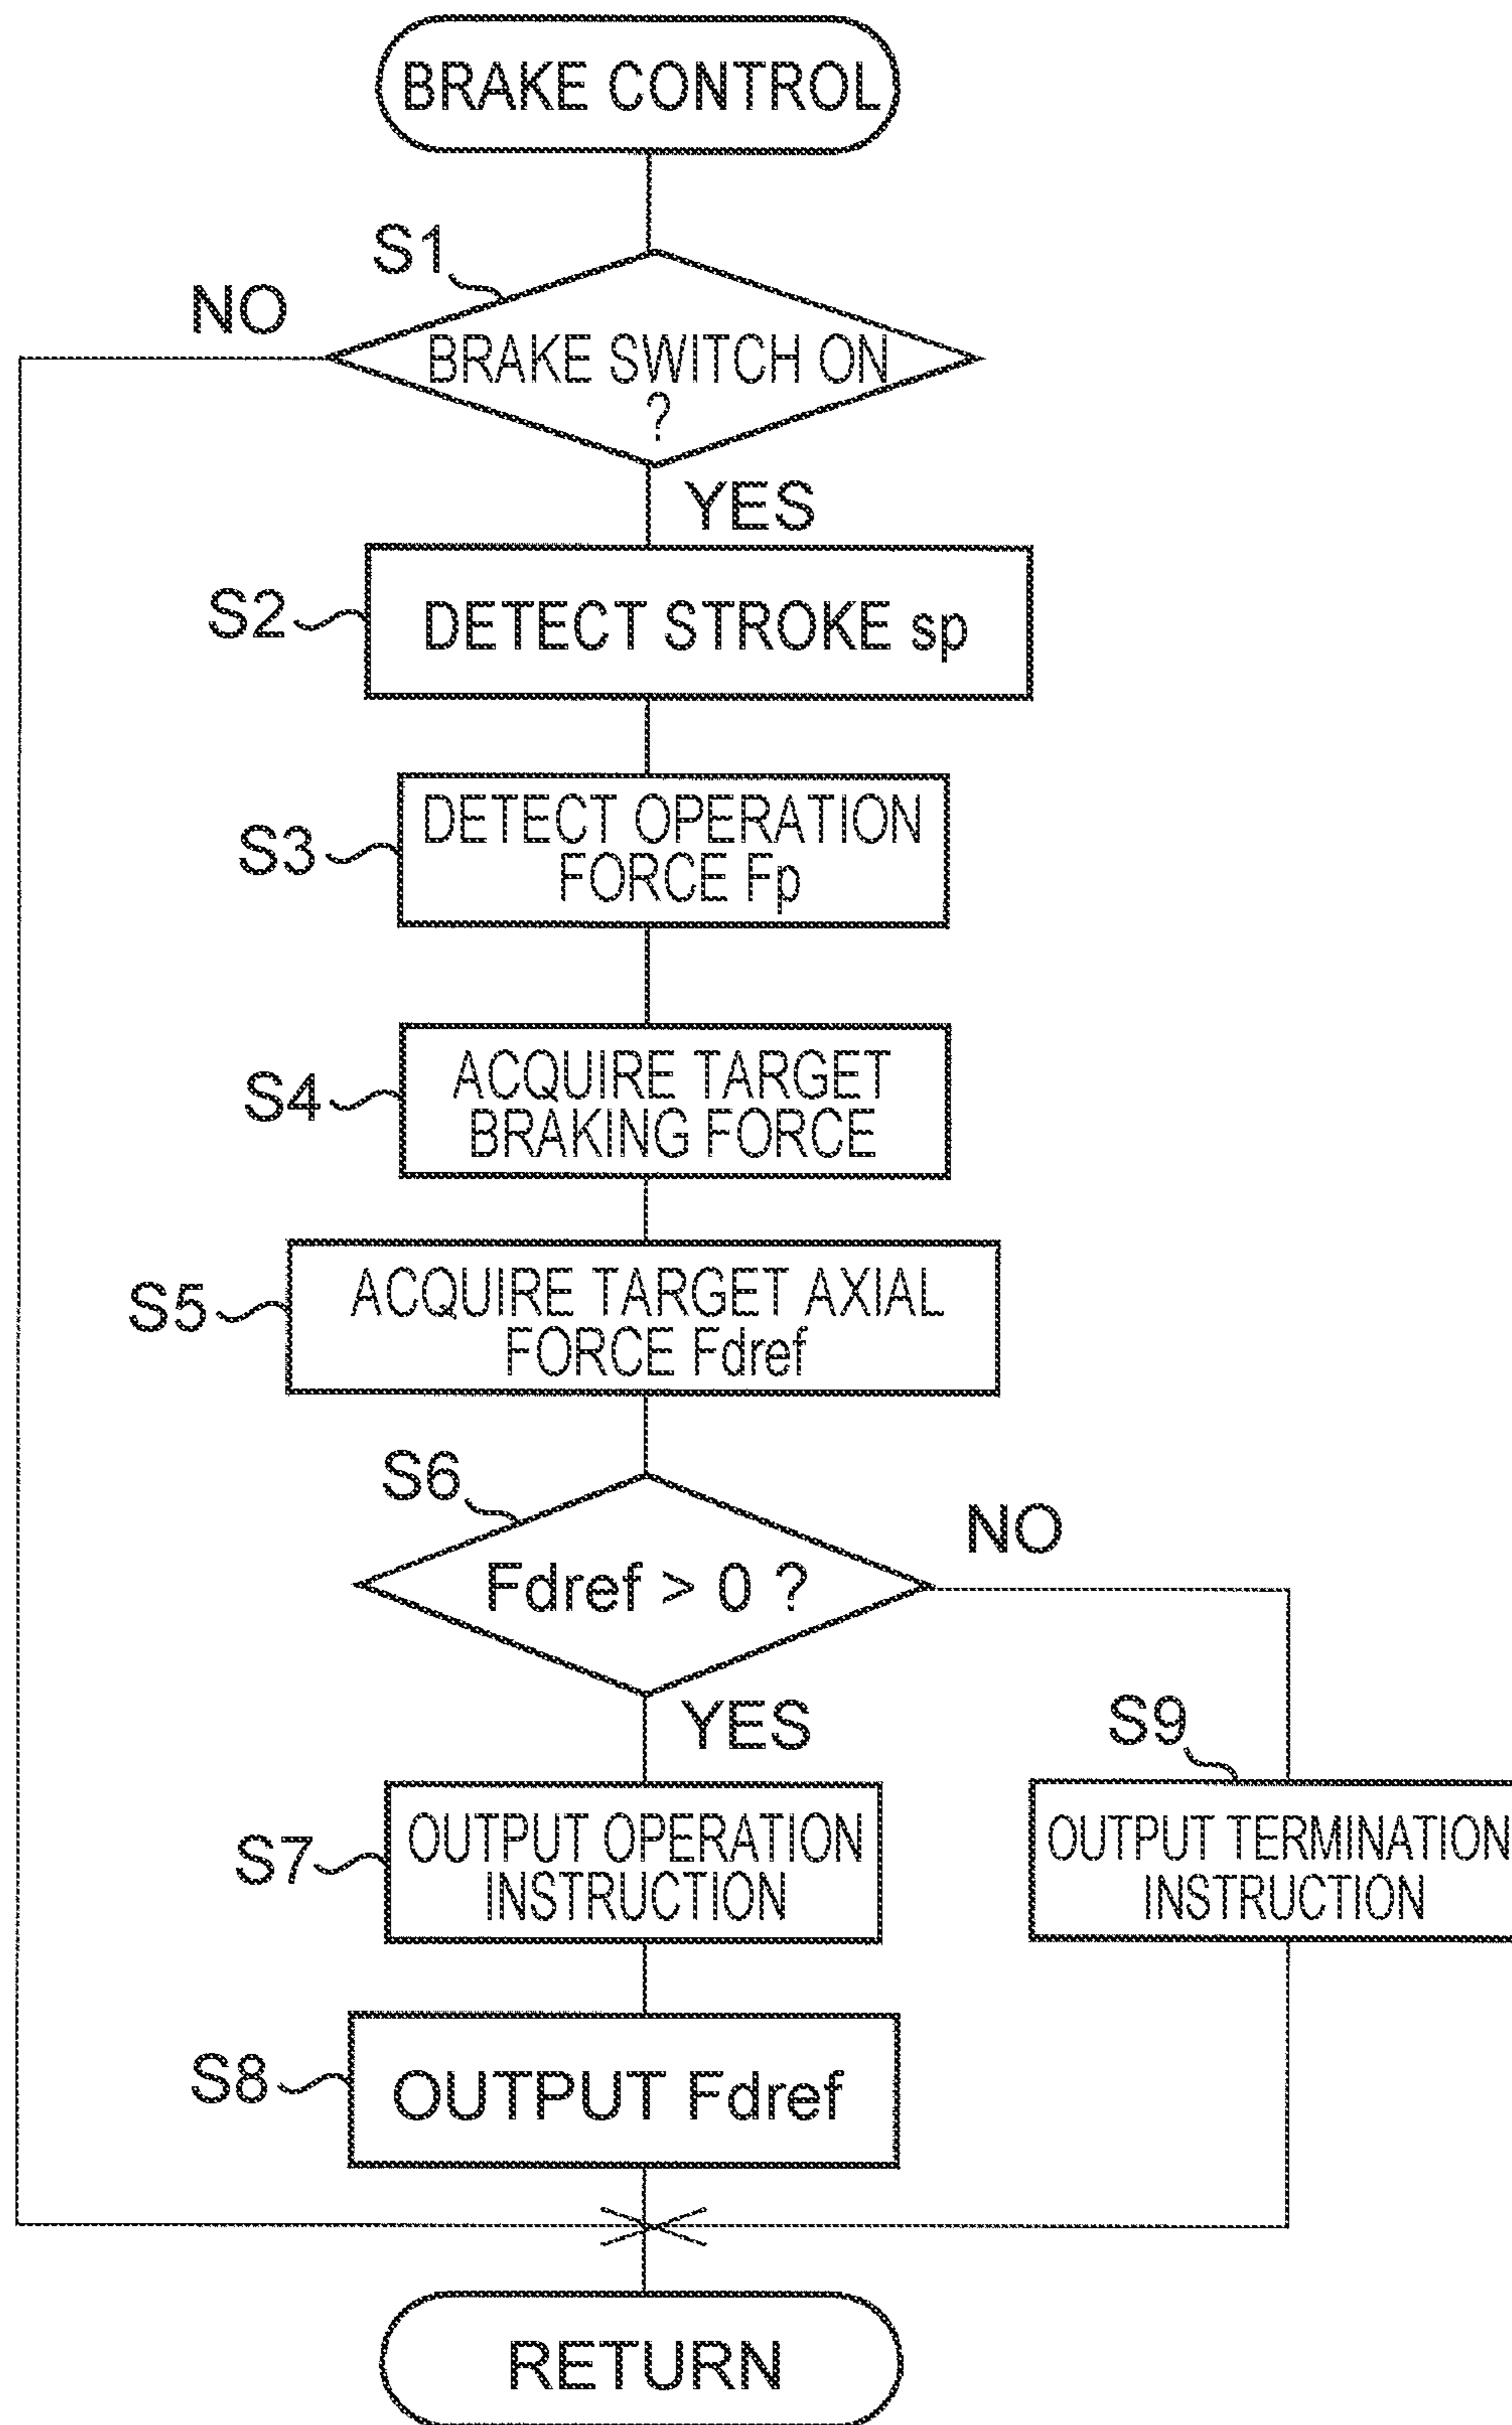 BRAKE CONTROL
S1
NO
BRAKE SWITCH ON
?
YES
S2
DETECT STROKE sp
S3
DETECT OPERATION
FORCE Fp
S4
ACQUIRE TARGET
BRAKING FORCE
S5
ACQUIRE TARGET AXIAL
FORCE Fdref
S6
NO
Fdref > 0 ?
YES
S9
S7
OUTPUT OPERATION
INSTRUCTION
OUTPUT TERMINATION
INSTRUCTION
S8
OUTPUT Fdref
RETURN